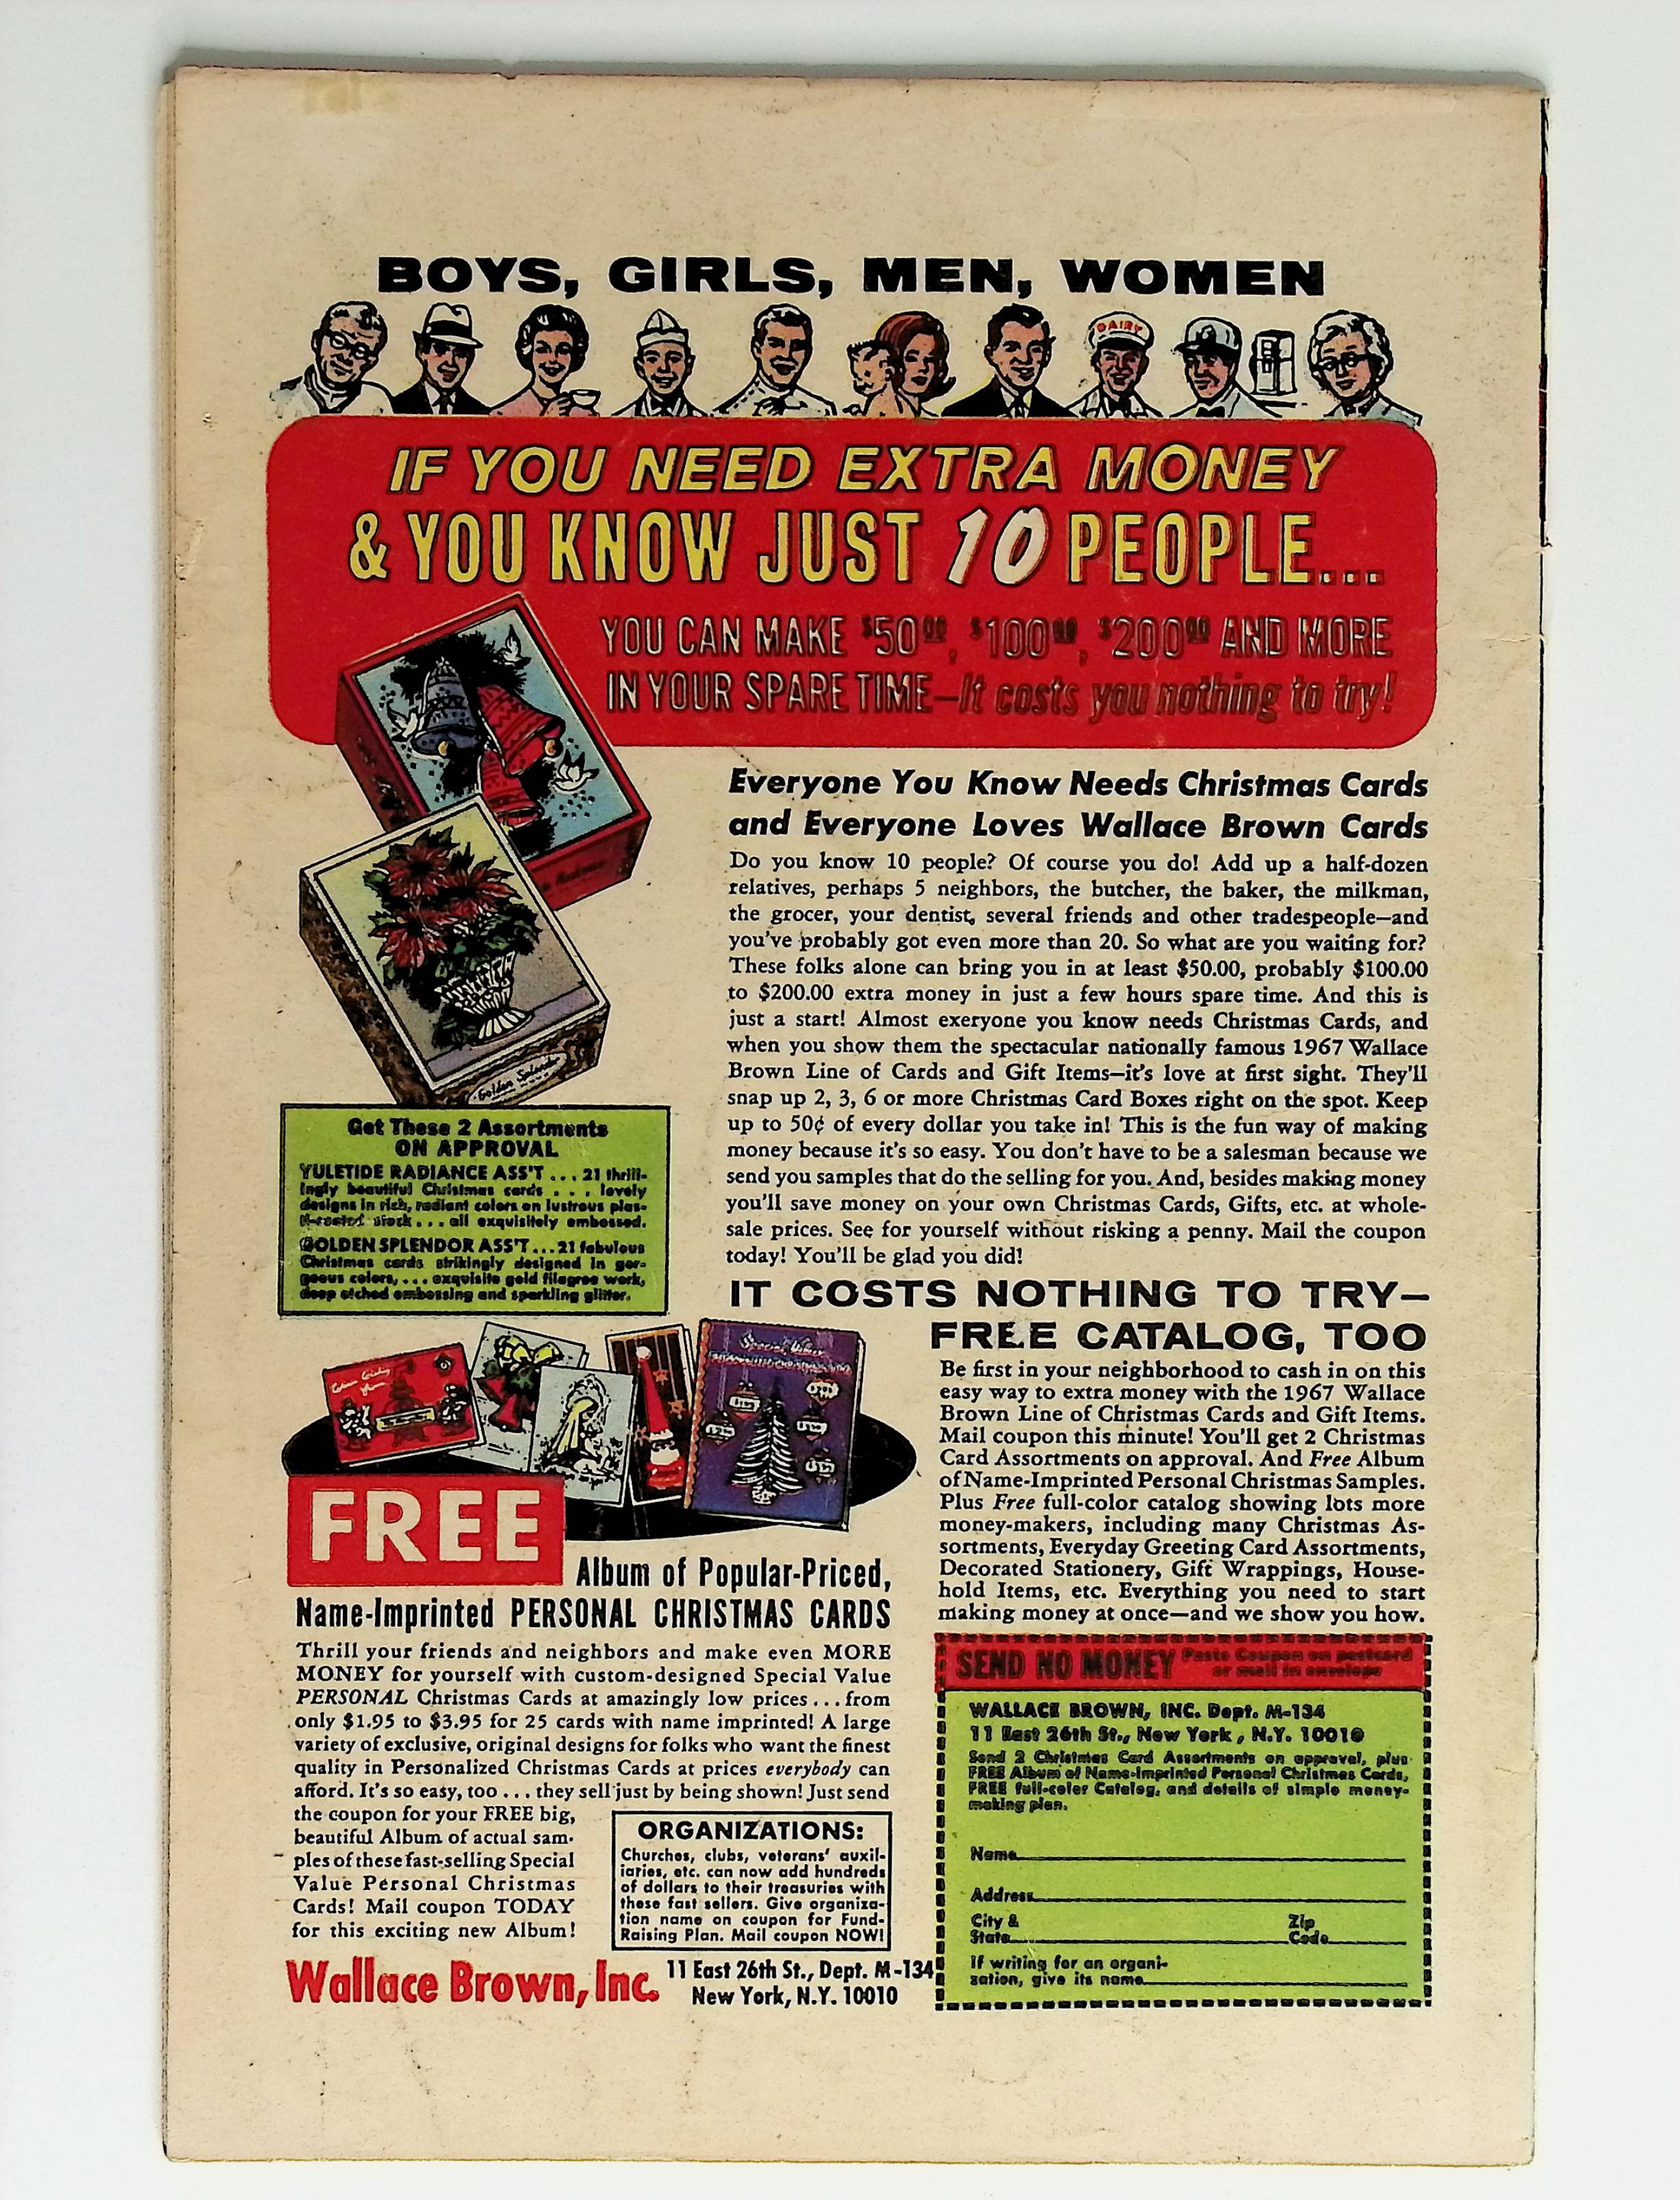 BOYS, GIRLS, MEN, WOMEN
DAIRY
IF YOU NEED EXTRA MONEY
& YOU KNOW JUST 10 PEOPLE...
YOU CAN MAKE $50.00, $100.00, $200.00 AND MORE
IN YOUR SPARE TIME—It costs you nothing to try!
Golden Splendor
Everyone You Know Needs Christmas Cards
and Everyone Loves Wallace Brown Cards
Do you know 10 people? Of course you do! Add up a half-dozen
relatives, perhaps 5 neighbors, the butcher, the baker, the milkman,
the grocer, your dentist, several friends and other tradespeople—and
you've probably got even more than 20. So what are you waiting for?
These folks alone can bring you in at least $50.00, probably $100.00
to $200.00 extra money in just a few hours spare time. And this is
just a start! Almost exeryone you know needs Christmas Cards, and
when you show them the spectacular nationally famous 1967 Wallace
Brown Line of Cards and Gift Items—it's love at first sight. They'll
snap up 2, 3, 6 or more Christmas Card Boxes right on the spot. Keep
up to 50¢ of every dollar you take in! This is the fun way of making
money because it's so easy. You don't have to be a salesman because we
send you samples that do the selling for you. And, besides making money
you'll save money on your own Christmas Cards, Gifts, etc. at whole-
sale prices. See for yourself without risking a penny. Mail the coupon
today! You'll be glad you did!
Get These 2 Assortments
ON APPROVAL
YULETIDE RADIANCE ASS'T ... 21 thrill-
ingly beautiful Christmas cards . . . lovely
designs in rich, radiant colors on lustrous plas-
ti-coated stock ... all exquisitely embossed.
GOLDEN SPLENDOR ASS'T ... 21 fabulous
Christmas cards strikingly designed in gor-
geous colors, ... exquisite gold filagree work,
deep etched embossing and sparkling glitter.
IT COSTS NOTHING TO TRY—
FREE CATALOG, TOO
Be first in your neighborhood to cash in on this
easy way to extra money with the 1967 Wallace
Brown Line of Christmas Cards and Gift Items.
Mail coupon this minute! You'll get 2 Christmas
Card Assortments on approval. And Free Album
of Name-Imprinted Personal Christmas Samples.
Plus Free full-color catalog showing lots more
money-makers, including many Christmas As-
sortments, Everyday Greeting Card Assortments,
Decorated Stationery, Gift Wrappings, House-
hold Items, etc. Everything you need to start
making money at once—and we show you how.
Special Value
FREE
Album of Popular-Priced,
Name-Imprinted PERSONAL CHRISTMAS CARDS
Thrill your friends and neighbors and make even MORE
MONEY for yourself with custom-designed Special Value
PERSONAL Christmas Cards at amazingly low prices ... from
only $1.95 to $3.95 for 25 cards with name imprinted! A large
variety of exclusive, original designs for folks who want the finest
quality in Personalized Christmas Cards at prices everybody can
afford. It's so easy, too ... they sell just by being shown! Just send
the coupon for your FREE big,
beautiful Album of actual sam-
ples of these fast-selling Special
Value Personal Christmas
Cards! Mail coupon TODAY
for this exciting new Album!
ORGANIZATIONS:
Churches, clubs, veterans' auxil-
iaries, etc. can now add hundreds
of dollars to their treasuries with
these fast sellers. Give organiza-
tion name on coupon for Fund-
Raising Plan. Mail coupon NOW!
Wallace Brown, Inc.
11 East 26th St., Dept. M-134
New York, N.Y. 10010
SEND NO MONEY Paste Coupon on postcard
or mail in envelope
WALLACE BROWN, INC. Dept. M-134
11 East 26th St., New York, N.Y. 10010
Send 2 Christmas Card Assortments on approval, plus
FREE Album of Name-Imprinted Personal Christmas Cards,
FREE full-color Catalog, and details of simple money-
making plan.
Name
Address
City &
State
Zip
Code
If writing for an organi-
zation, give its name